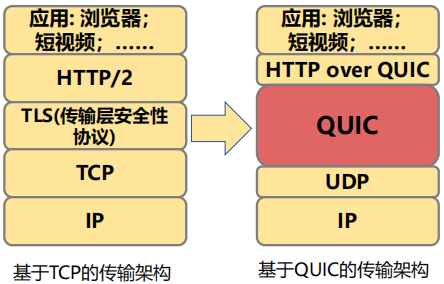 应用: 浏览器；
短视频；……
HTTP/2
TLS(传输层安全性
协议)
TCP
IP
基于TCP的传输架构
应用: 浏览器；
短视频；……
HTTP over QUIC
QUIC
UDP
IP
基于QUIC的传输架构